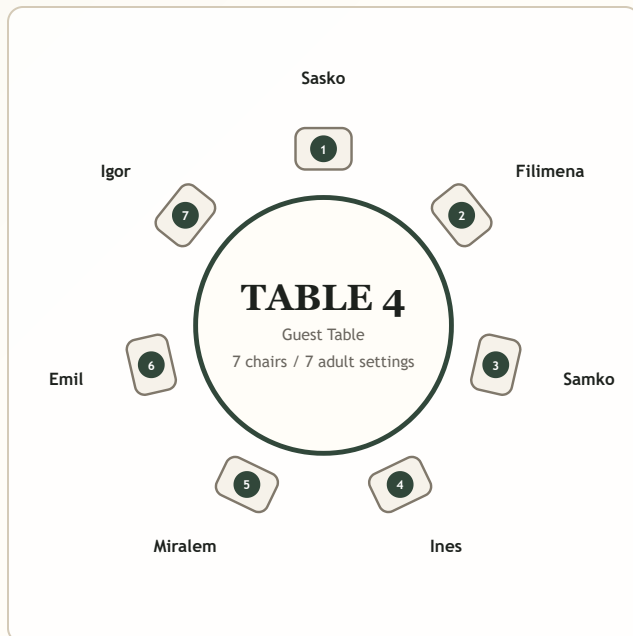 Sasko
1
Igor
Filimena
7
2
TABLE 4
Guest Table
7 chairs / 7 adult settings
6
3
Emil
Samko
5
4
Miralem
Ines